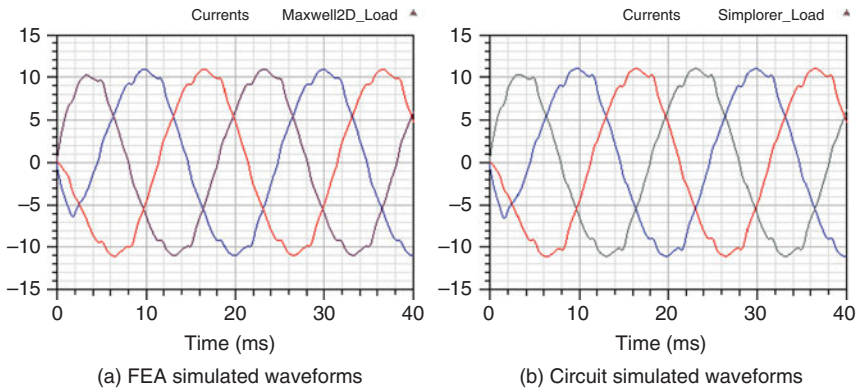 Currents Maxwell2D_Load
15
10
5
0
−5
−10
−15
0 10 20 30 40
Time (ms)
(a) FEA simulated waveforms
Currents Simplorer_Load
15
10
5
0
−5
−10
−15
0 10 20 30 40
Time (ms)
(b) Circuit simulated waveforms